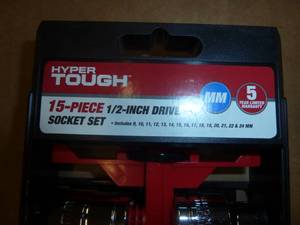 HYPER
TOUGH
MM
5
YEAR LIMITED
WARRANTY
15-PIECE 1/2-INCH DRIVE
SOCKET SET
• Includes 9, 10, 11, 12, 13, 14, 15, 16, 17, 18, 19, 20, 21, 22 & 24 MM